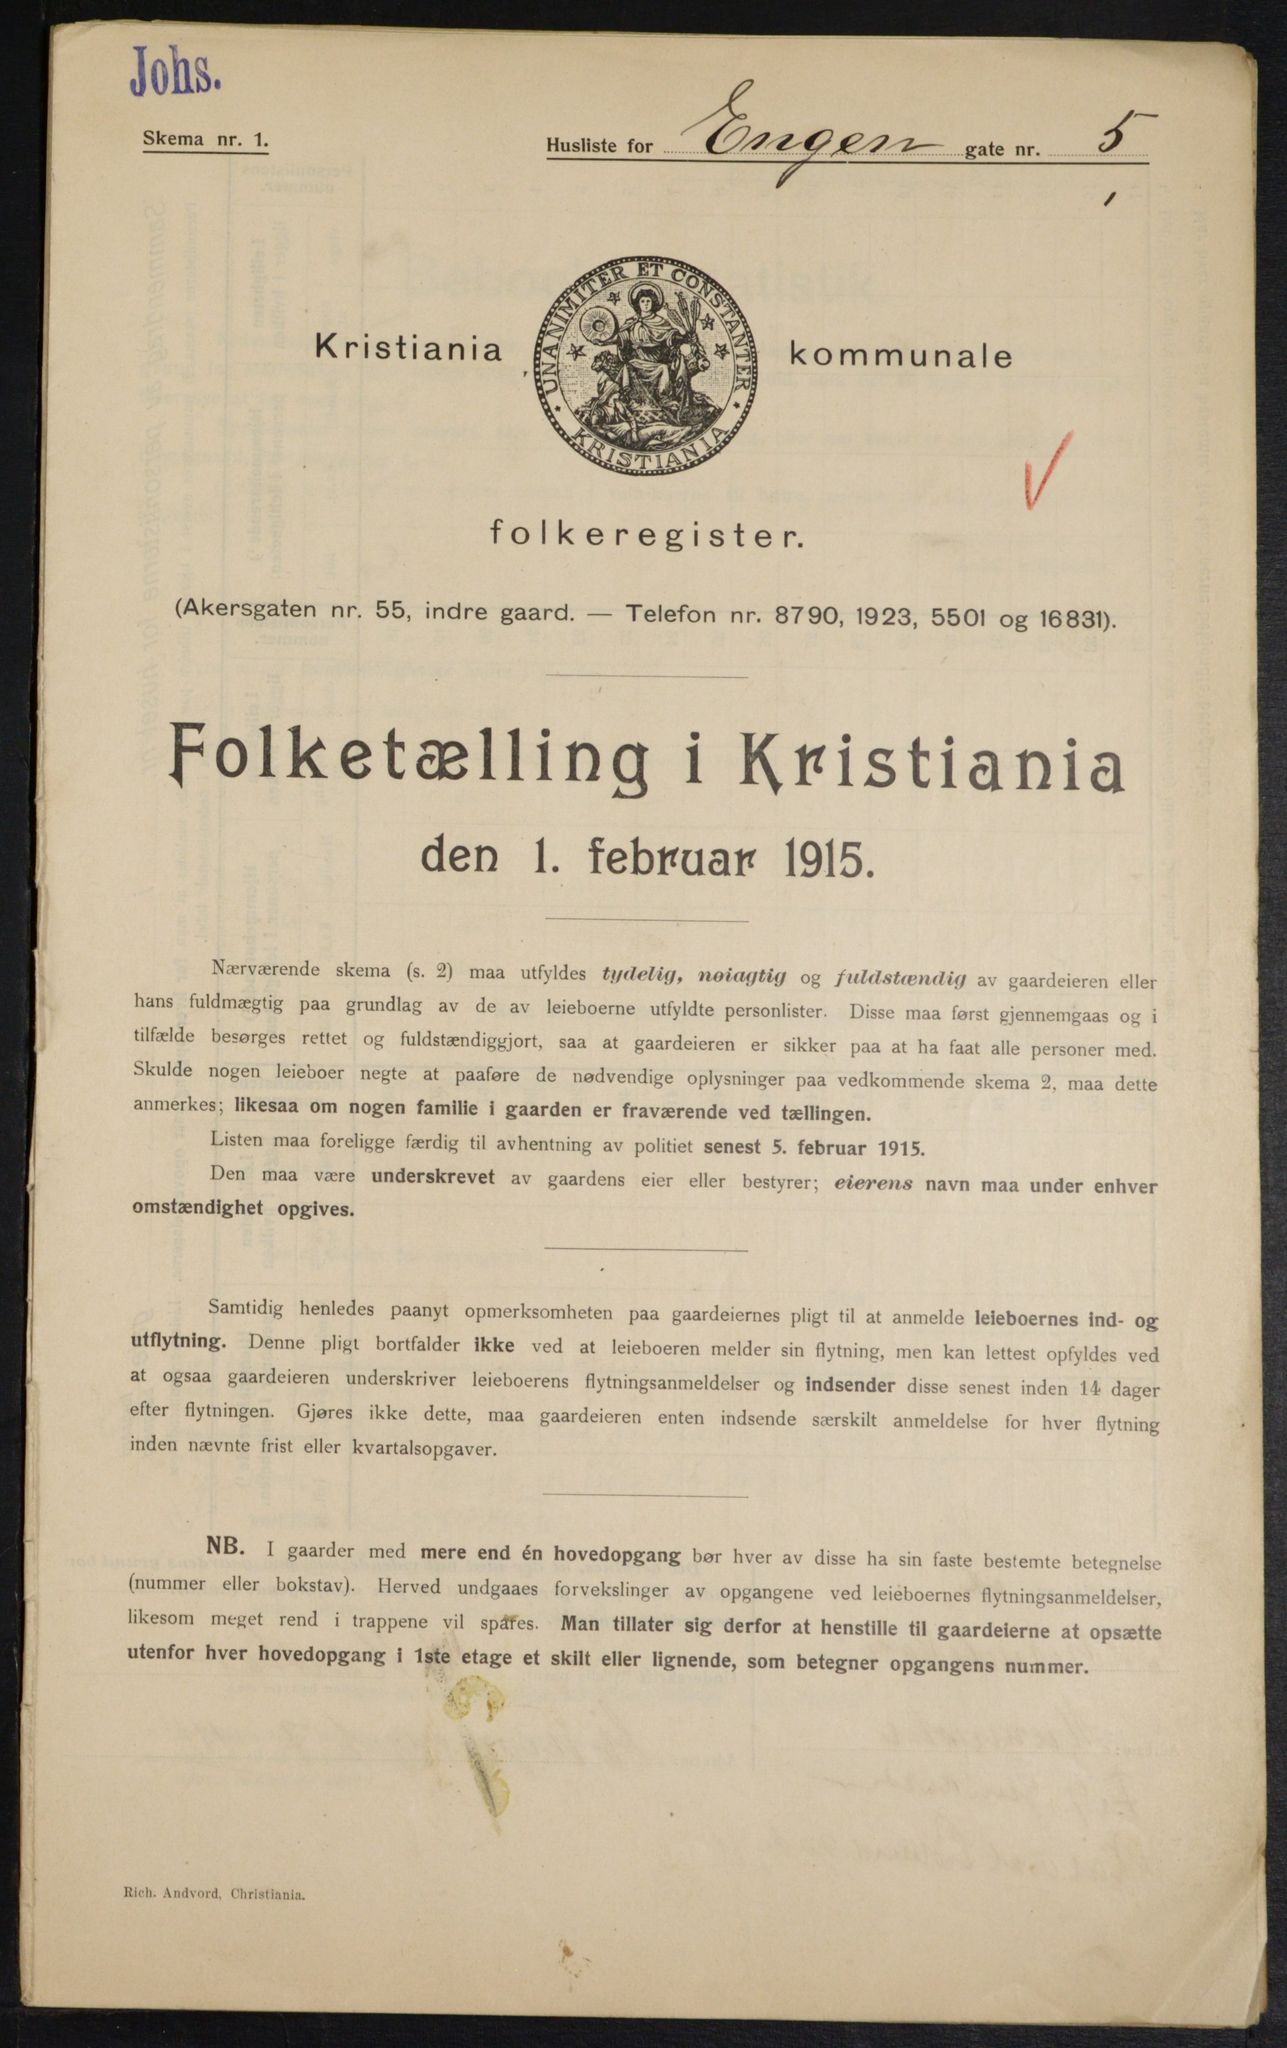 Johs.
Skema nr. 1.
Husliste for Engen gate nr. 5
UNANIMITER ET CONSTANTER
KRISTIANIA
Kristiania kommunale
folkeregister.
(Akersgaten nr. 55, indre gaard. — Telefon nr. 8790, 1923, 5501 og 16831).
Folketælling i Kristiania
den 1. februar 1915.
Nærværende skema (s. 2) maa utfyldes tydelig, nøiagtig og fuldstændig av gaardeieren eller
hans fuldmægtig paa grundlag av de av leieboerne utfyldte personlister. Disse maa først gjennemgaas og i
tilfælde besørges rettet og fuldstændiggjort, saa at gaardeieren er sikker paa at ha faat alle personer med.
Skulde nogen leieboer negte at paaføre de nødvendige oplysninger paa vedkommende skema 2, maa dette
anmerkes; likesaa om nogen familie i gaarden er fraværende ved tællingen.
Listen maa foreligge færdig til avhentning av politiet senest 5. februar 1915.
Den maa være underskrevet av gaardens eier eller bestyrer; eierens navn maa under enhver
omstændighet opgives.
Samtidig henledes paanyt opmerksomheten paa gaardeiernes pligt til at anmelde leieboernes ind- og
utflytning. Denne pligt bortfalder ikke ved at leieboeren melder sin flytning, men kan lettest opfyldes ved
at ogsaa gaardeieren underskriver leieboerens flytningsanmeldelser og indsender disse senest inden 14 dager
efter flytningen. Gjøres ikke dette, maa gaardeieren enten indsende særskilt anmeldelse for hver flytning
inden nævnte frist eller kvartalsopgaver.
NB. I gaarder med mere end én hovedopgang bør hver av disse ha sin faste bestemte betegnelse
(nummer eller bokstav). Herved undgaaes forvekslinger av opgangene ved leieboernes flytningsanmeldelser,
likesom meget rend i trappene vil spares. Man tillater sig derfor at henstille til gaardeierne at opsætte
utenfor hver hovedopgang i 1ste etage et skilt eller lignende, som betegner opgangens nummer.
Rich. Andvord, Christiania.